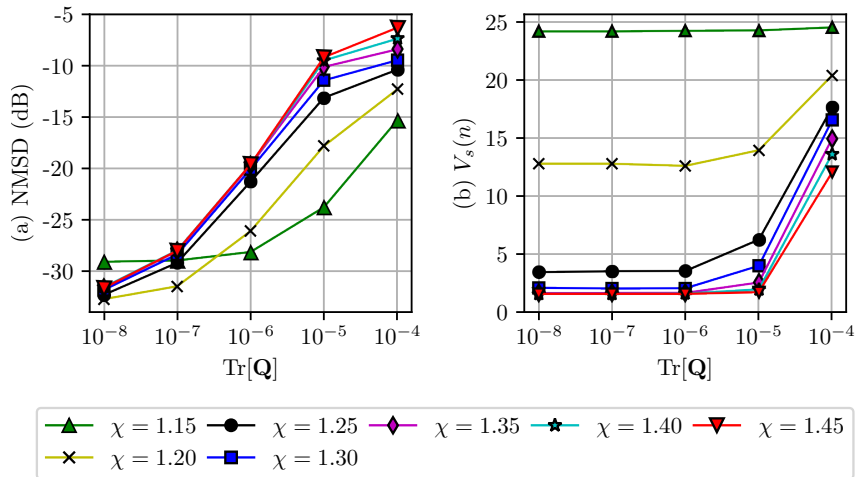 (a) NMSD (dB)
-5
-10
-15
-20
-25
-30
10⁻⁸ 10⁻⁷ 10⁻⁶ 10⁻⁵ 10⁻⁴
Tr[Q]
(b) Vₛ(n)
25
20
15
10
5
0
10⁻⁸ 10⁻⁷ 10⁻⁶ 10⁻⁵ 10⁻⁴
Tr[Q]
χ = 1.15 χ = 1.25 χ = 1.35 χ = 1.40 χ = 1.45
χ = 1.20 χ = 1.30